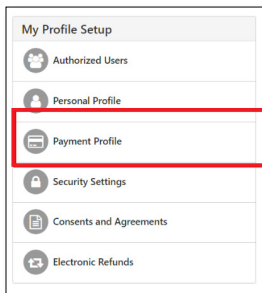 My Profile Setup
Authorized Users
Personal Profile
Payment Profile
Security Settings
Consents and Agreements
Electronic Refunds